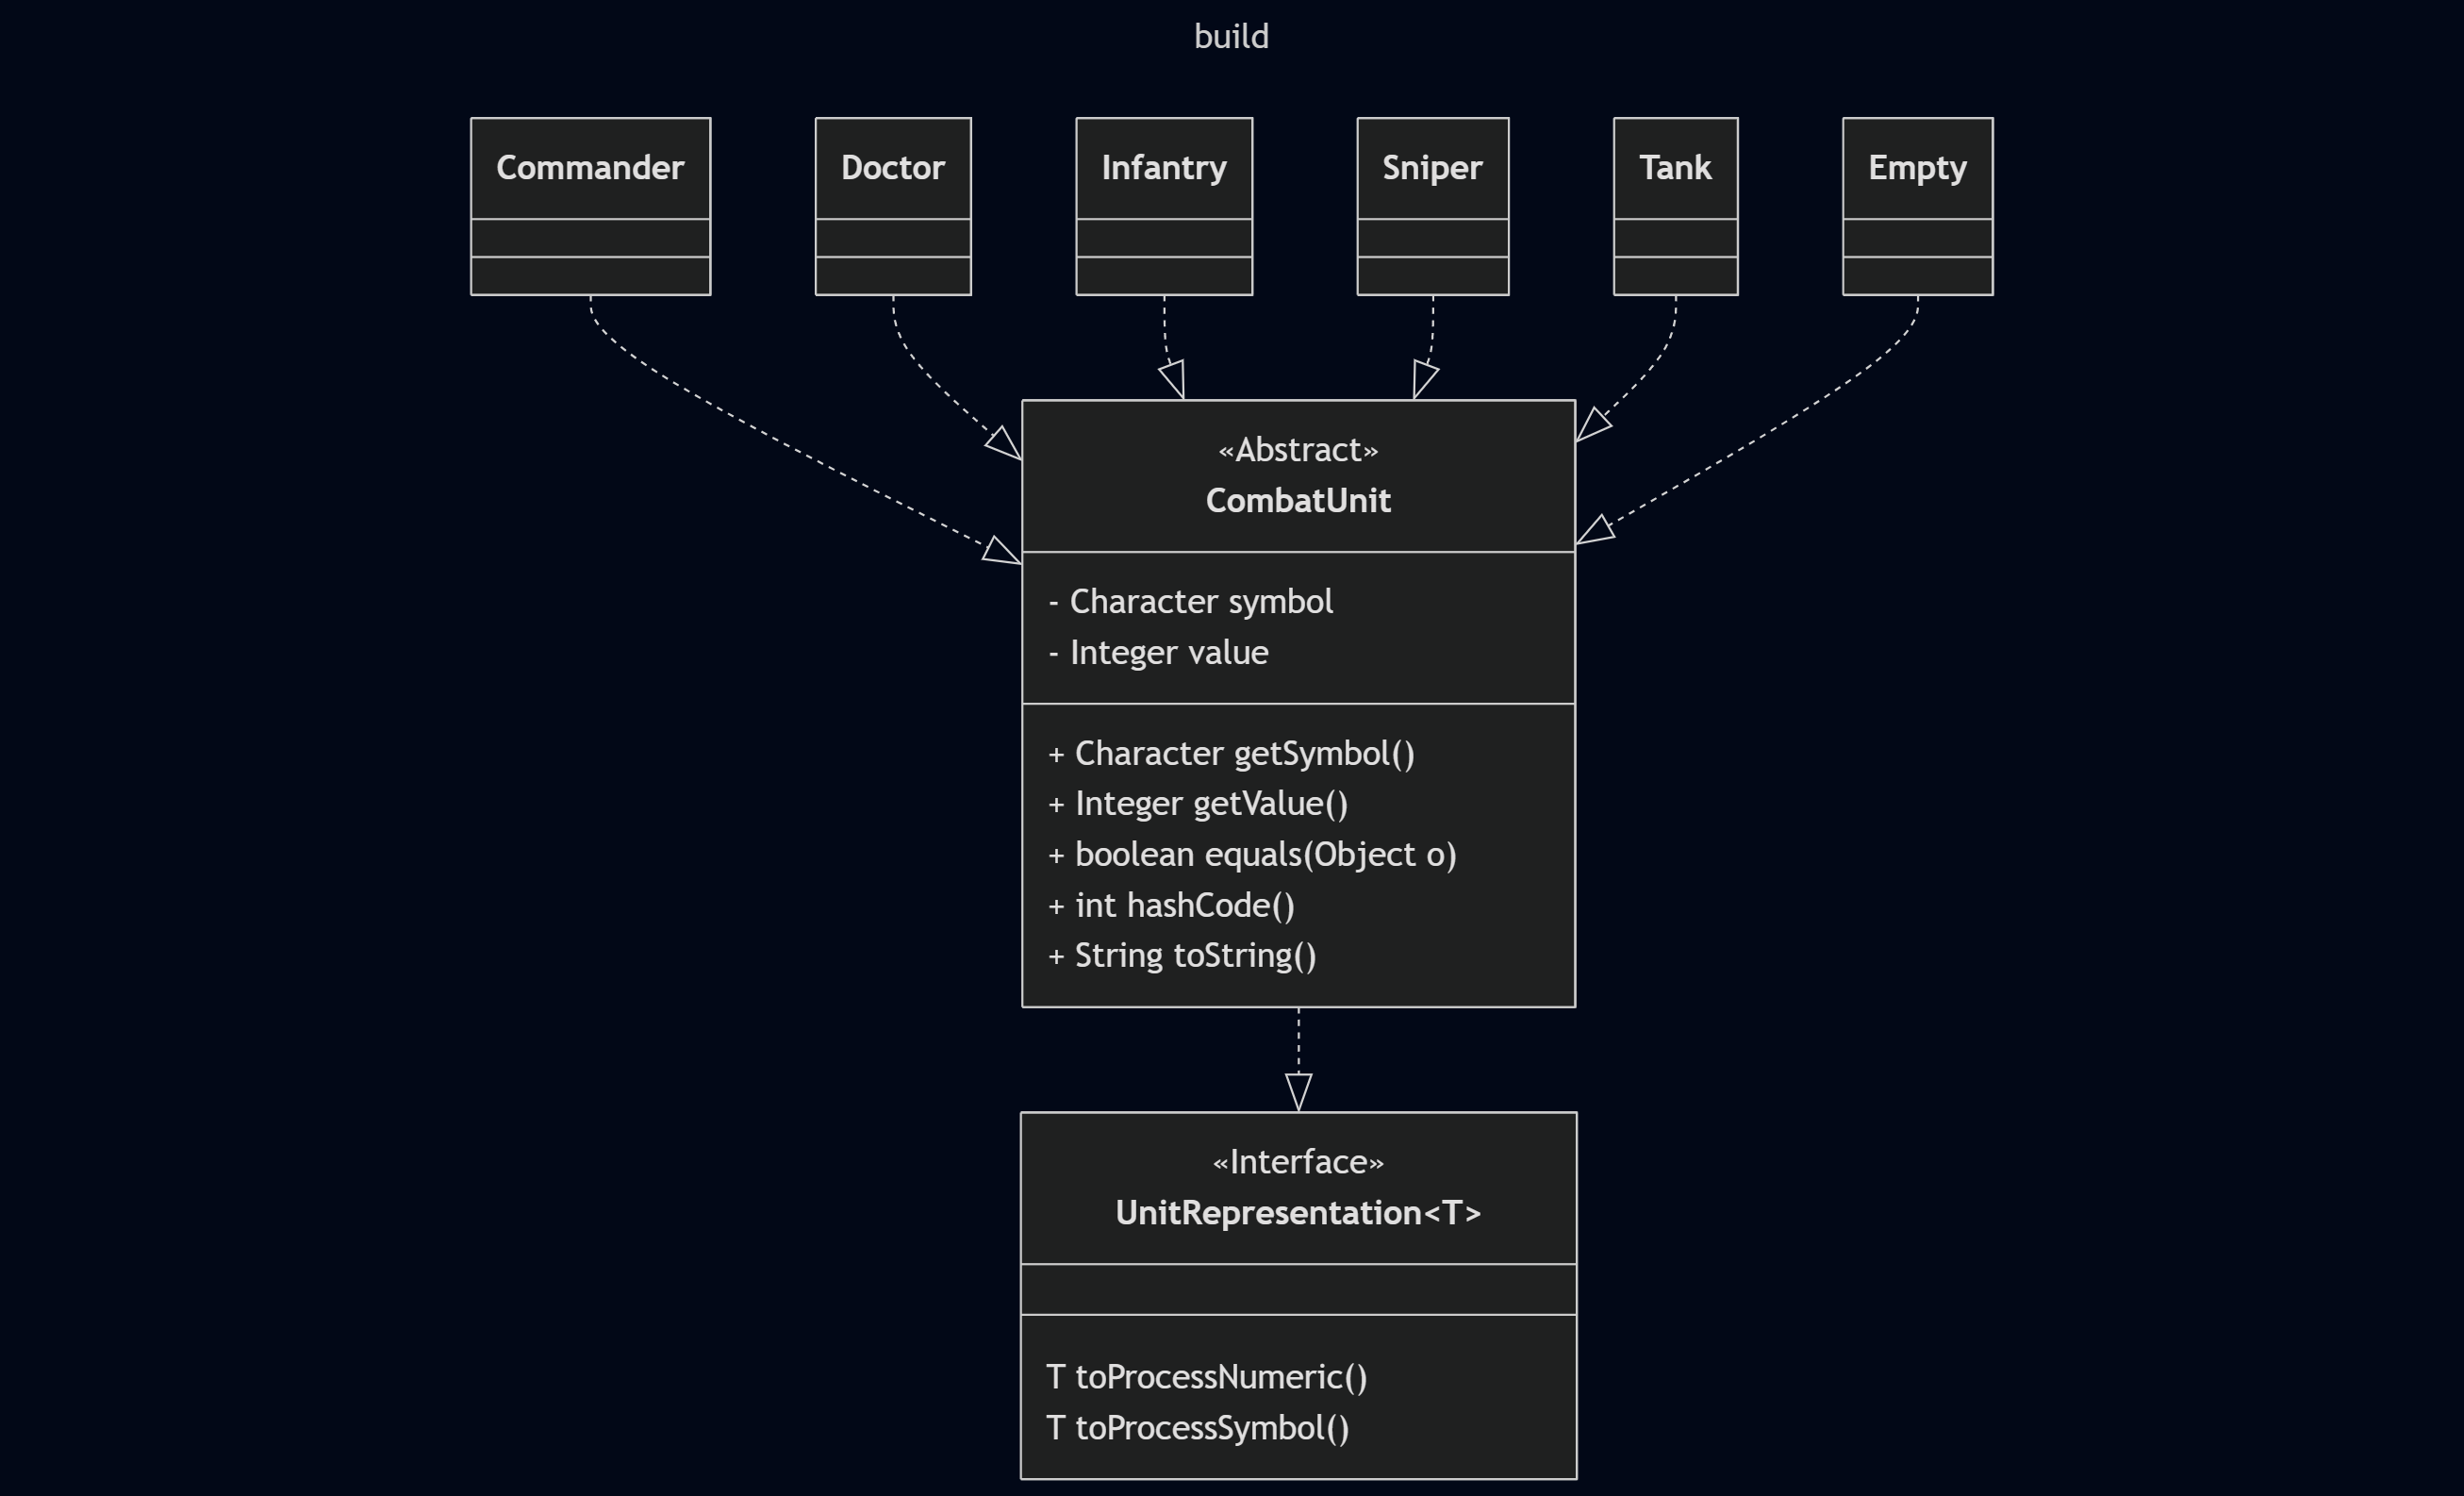 build
Commander
Doctor
Infantry
Sniper
Tank
Empty
«Abstract»
CombatUnit
- Character symbol
- Integer value
+ Character getSymbol()
+ Integer getValue()
+ boolean equals(Object o)
+ int hashCode()
+ String toString()
«Interface»
UnitRepresentation<T>
T toProcessNumeric()
T toProcessSymbol()